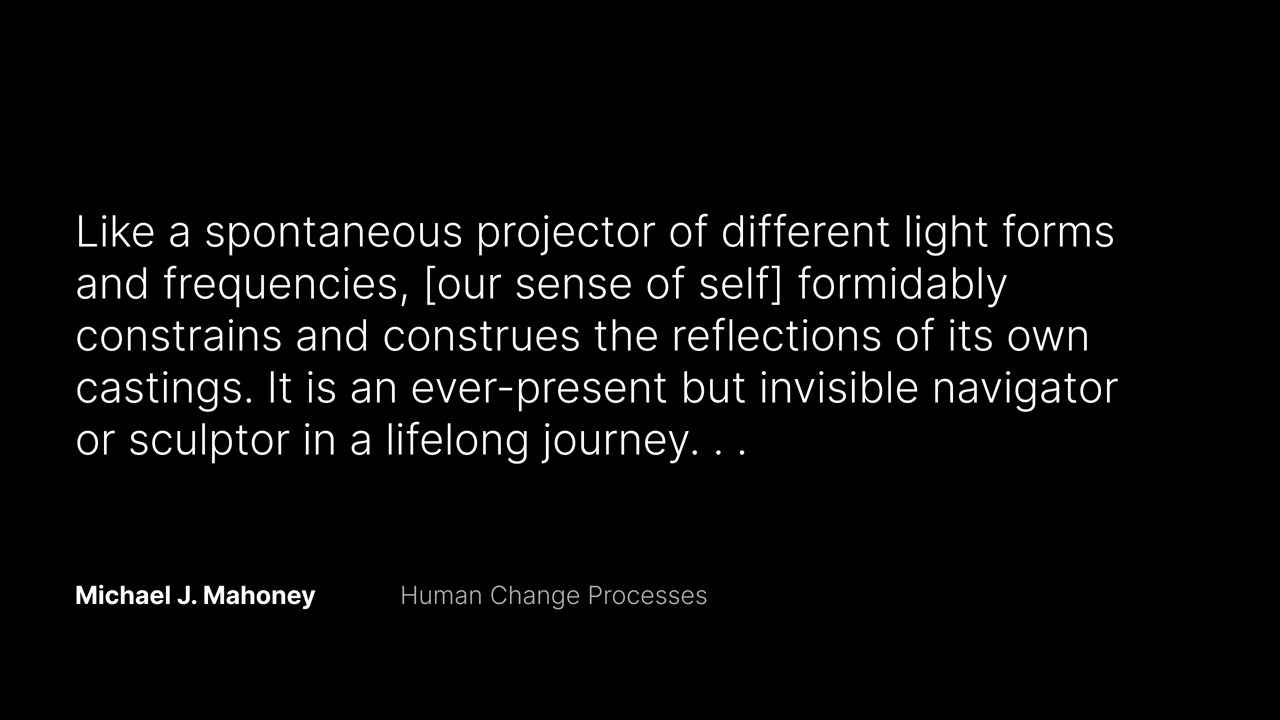 Like a spontaneous projector of different light forms
and frequencies, [our sense of self] formidably
constrains and construes the reflections of its own
castings. It is an ever-present but invisible navigator
or sculptor in a lifelong journey. . .
Michael J. Mahoney Human Change Processes